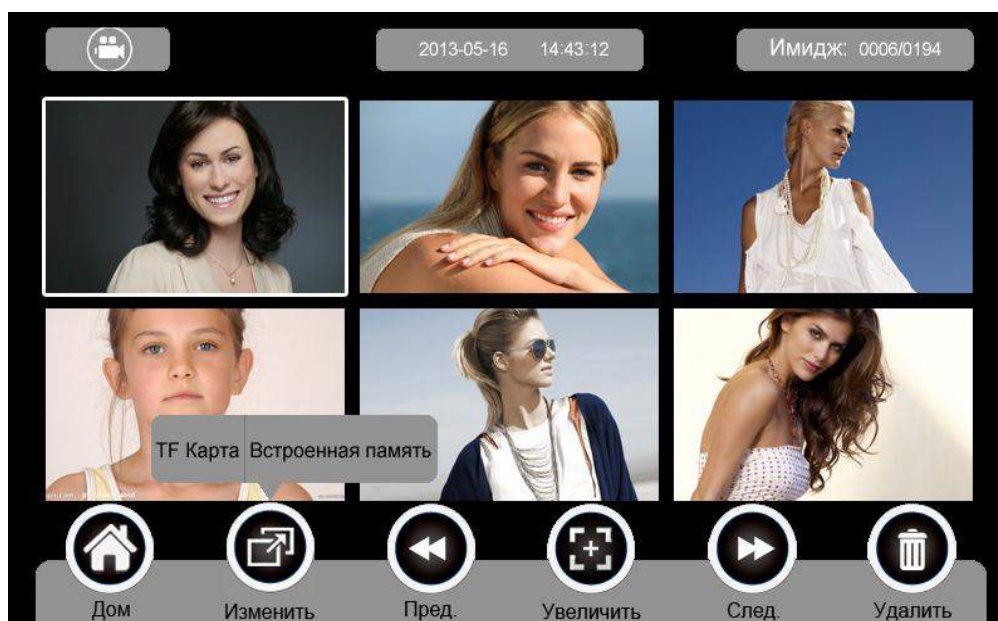 2013-05-16 14:43:12
Имидж: 0006/0194
TF Карта Встроенная память
Дом Изменить Пред. Увеличить След. Удалить